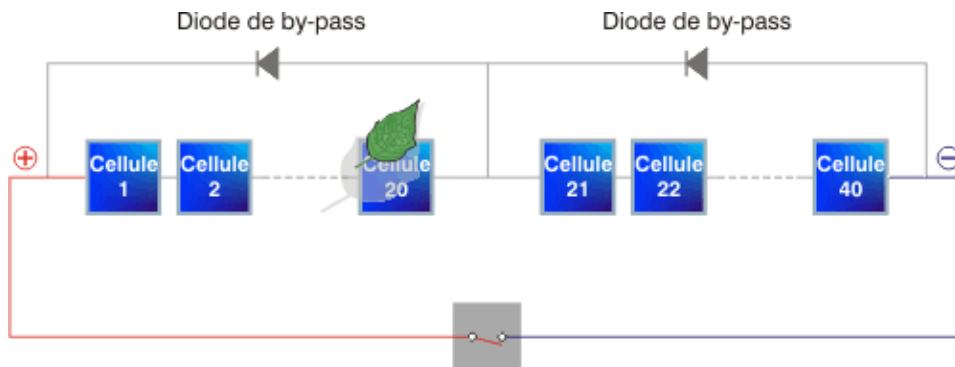 Diode de by-pass
Diode de by-pass
Cellule
1
Cellule
2
Cellule
20
Cellule
21
Cellule
22
Cellule
40
+
−